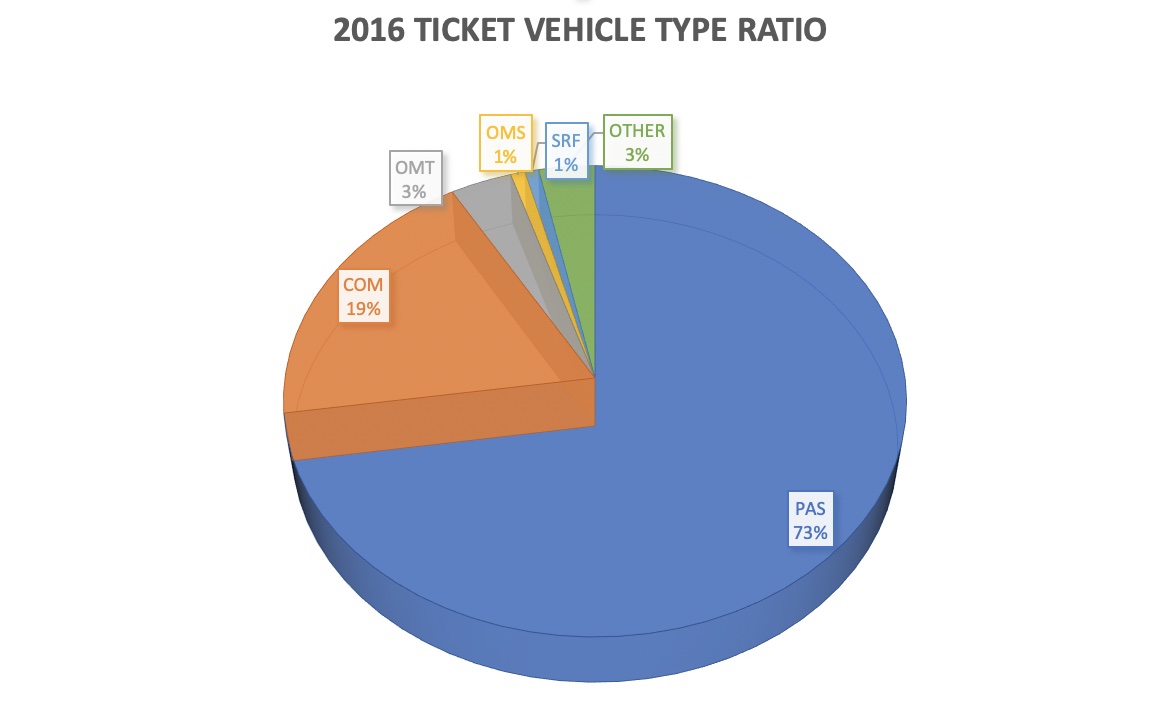 2016 TICKET VEHICLE TYPE RATIO
OMS
1%
SRF
1%
OTHER
3%
OMT
3%
COM
19%
PAS
73%